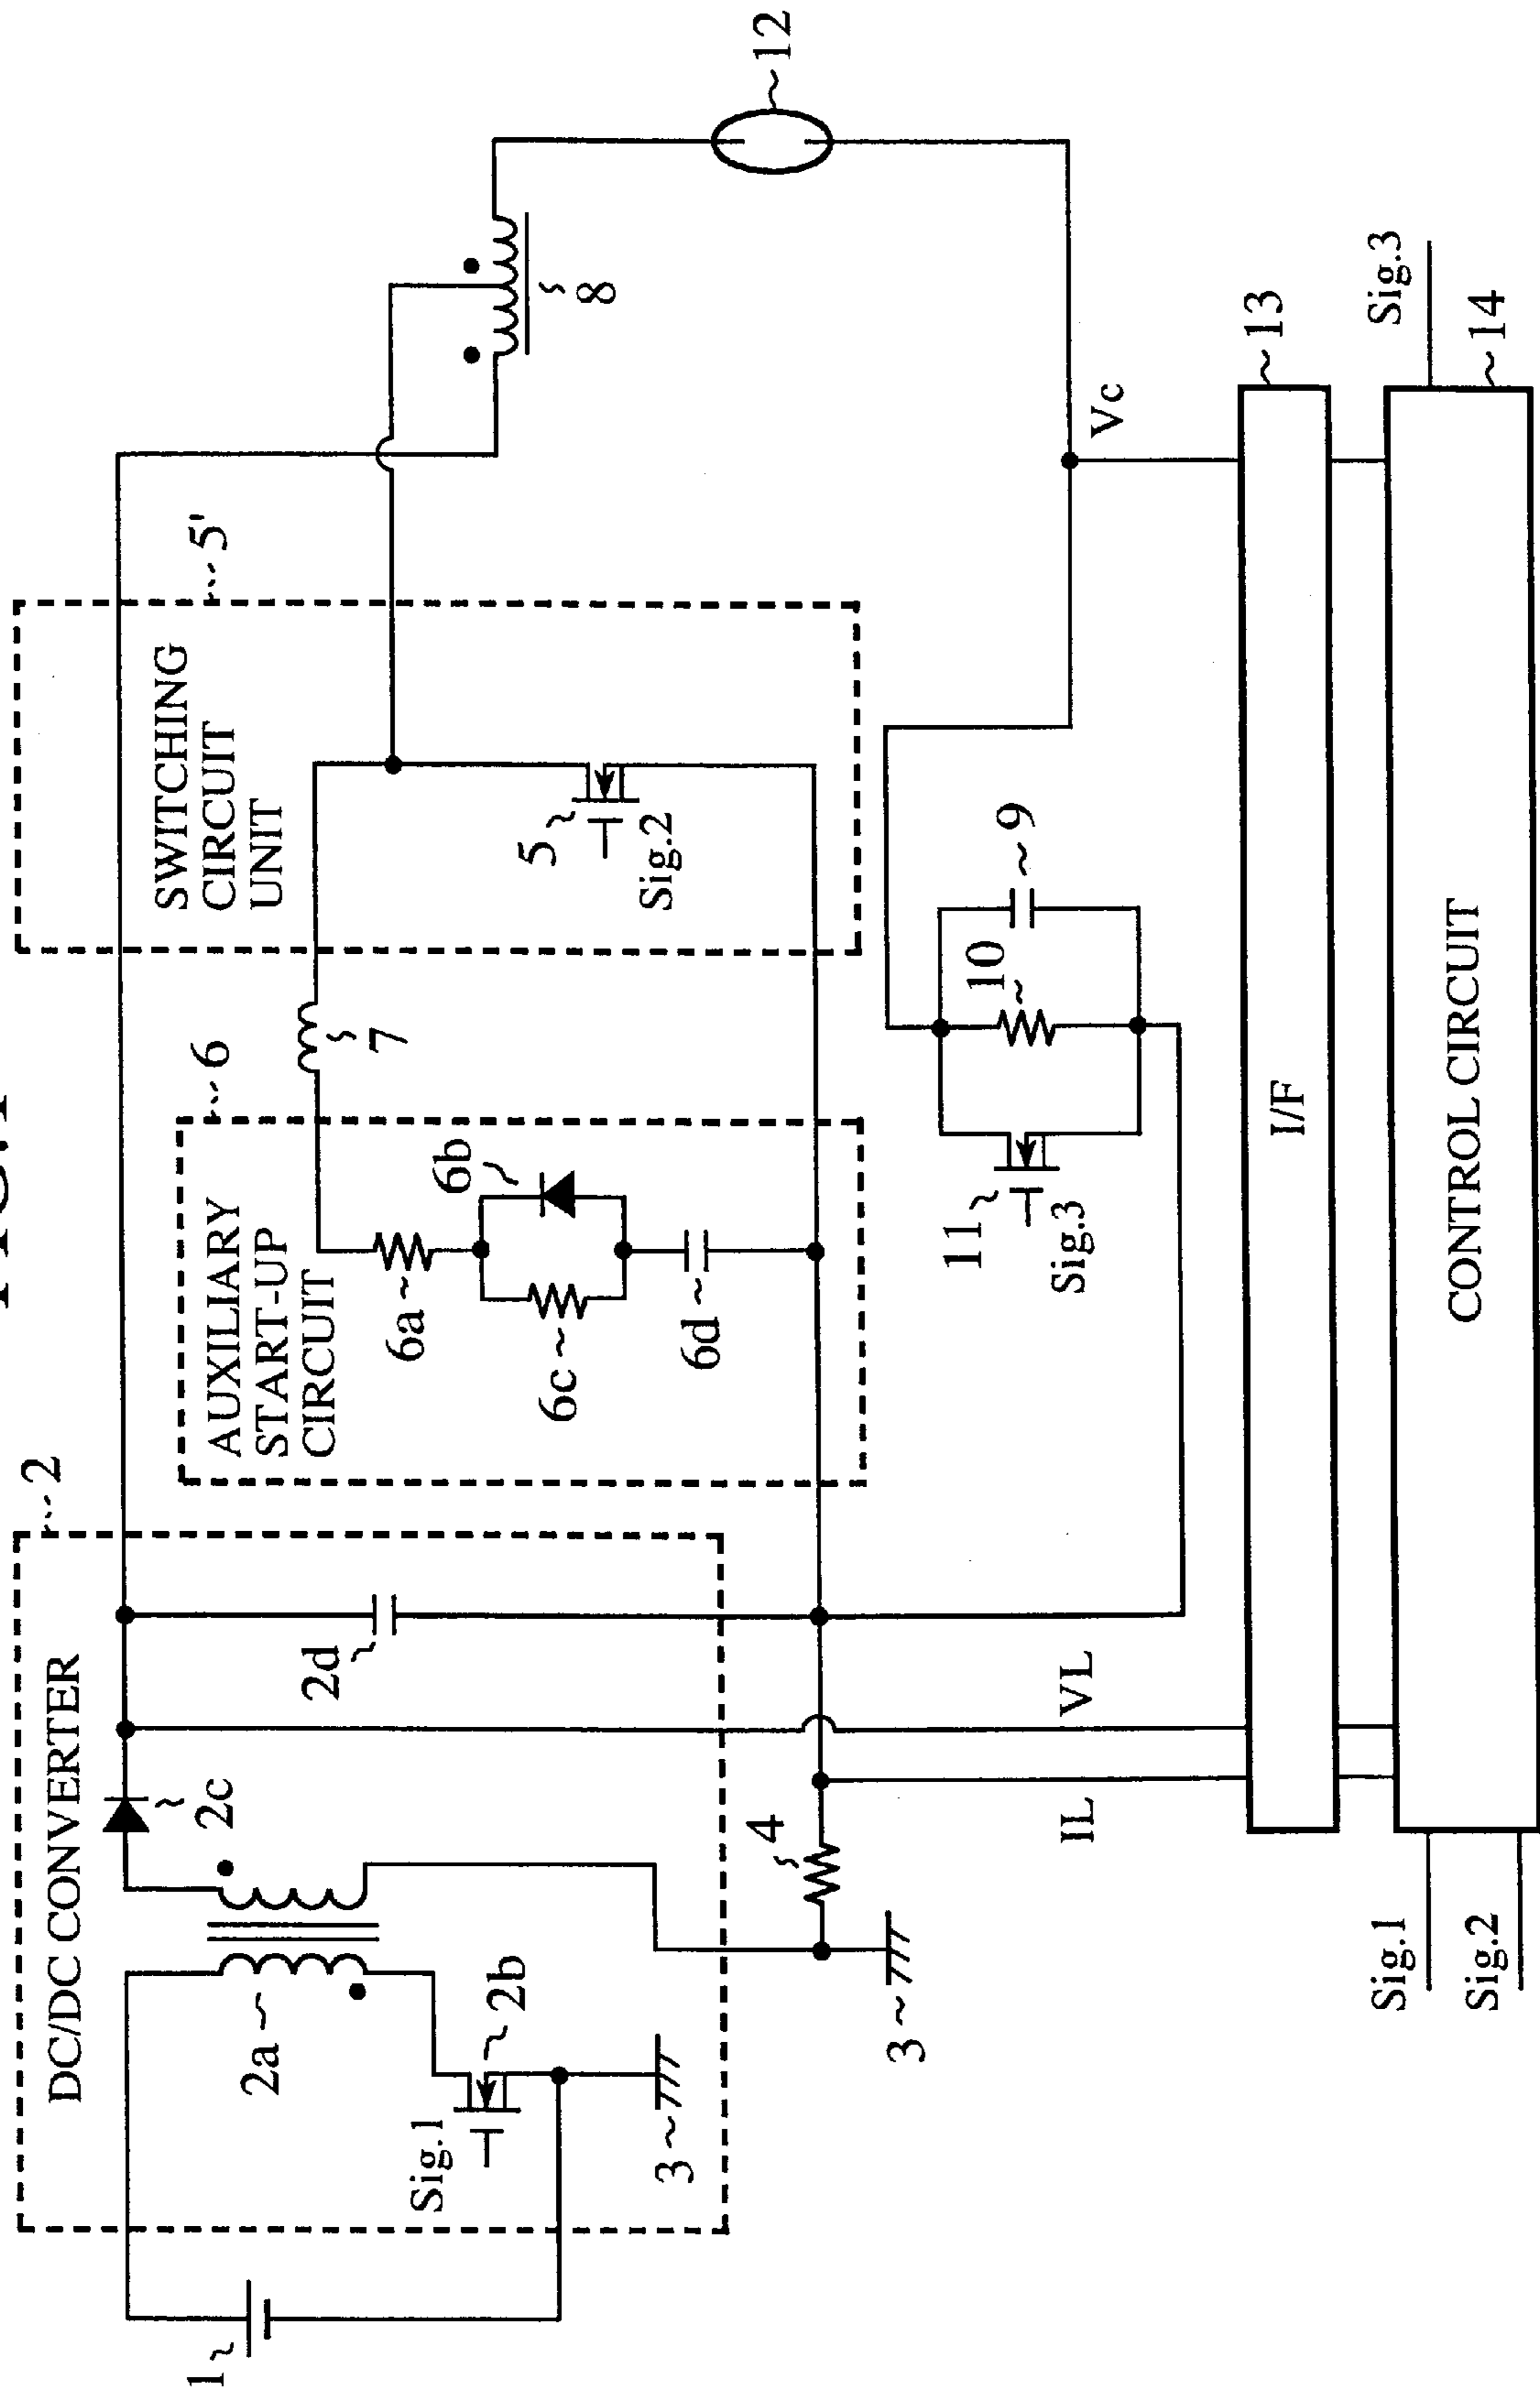 DC/DC CONVERTER
2
1
2a
2b
2c
2d
Sig.1
3
3
4
IL
VL
AUXILIARY
START-UP
CIRCUIT
6
6a
6b
6c
6d
7
SWITCHING
CIRCUIT
UNIT
5'
5
Sig.2
8
12
9
10
11
Sig.3
Vc
I/F
13
CONTROL CIRCUIT
14
Sig.1
Sig.2
Sig.3